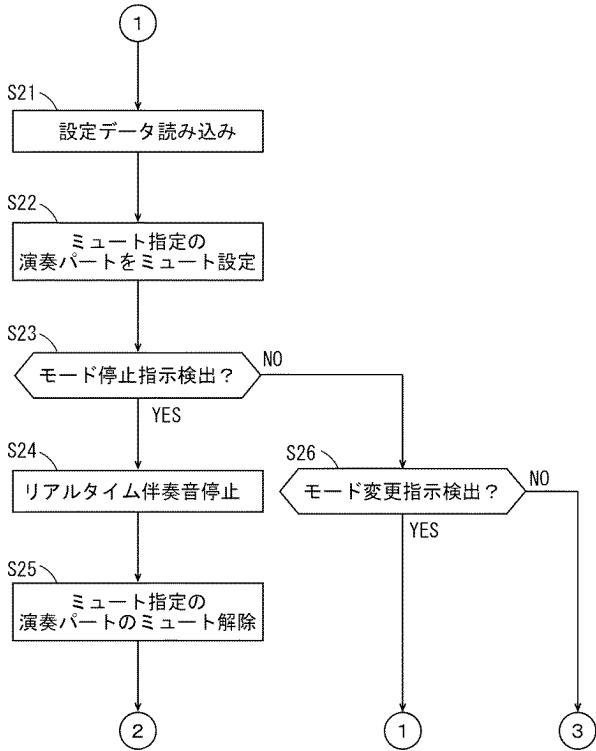 1
S21
設定データ読み込み
S22
ミュート指定の
演奏パートをミュート設定
S23
モード停止指示検出?
NO
YES
S24
リアルタイム伴奏音停止
S26
モード変更指示検出?
NO
YES
S25
ミュート指定の
演奏パートのミュート解除
2
1
3